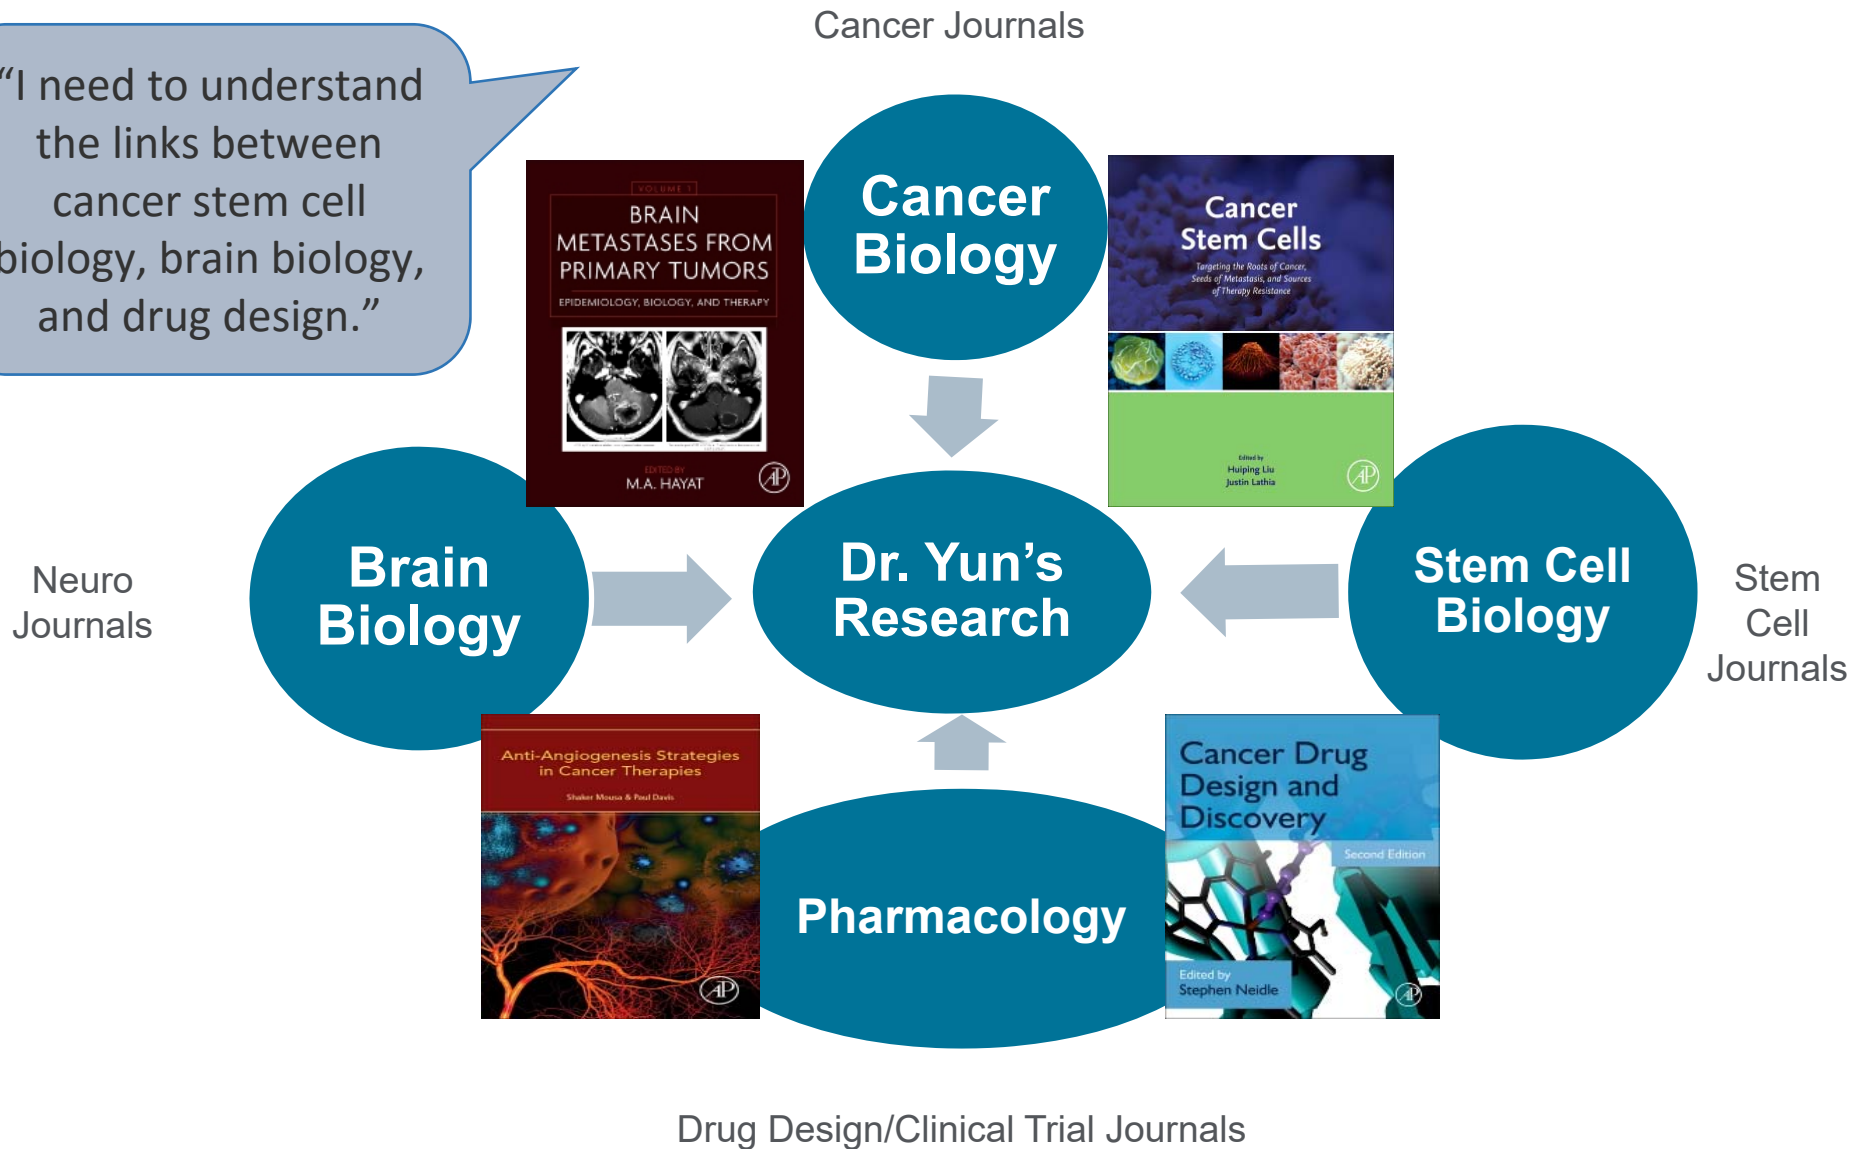 Cancer Journals
“I need to understand
the links between
cancer stem cell
biology, brain biology,
and drug design.”
VOLUME 1
BRAIN
METASTASES FROM
PRIMARY TUMORS
EPIDEMIOLOGY, BIOLOGY, AND THERAPY
EDITED BY
M.A. HAYAT
AP
Cancer
Biology
Cancer
Stem Cells
Targeting the Roots of Cancer,
Seeds of Metastasis, and Sources
of Therapy Resistance
Edited by
Huiping Liu
Justin Lathia
AP
Neuro
Journals
Brain
Biology
Dr. Yun’s
Research
Stem Cell
Biology
Stem
Cell
Journals
Anti-Angiogenesis Strategies
in Cancer Therapies
Shaker Mousa & Paul Davis
AP
Pharmacology
Cancer Drug
Design and
Discovery
Second Edition
Edited by
Stephen Neidle
AP
Drug Design/Clinical Trial Journals